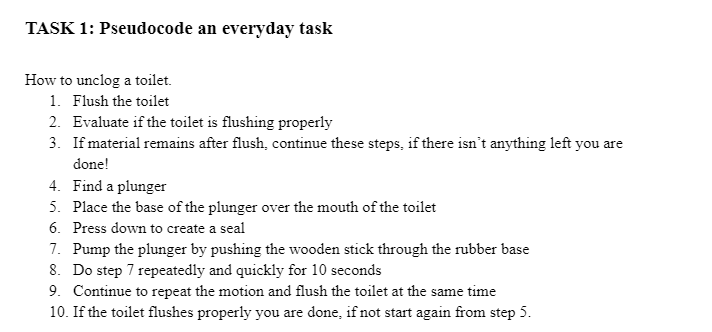 TASK 1: Pseudocode an everyday task
How to unclog a toilet.
1. Flush the toilet
2. Evaluate if the toilet is flushing properly
3. If material remains after flush, continue these steps, if there isn’t anything left you are
done!
4. Find a plunger
5. Place the base of the plunger over the mouth of the toilet
6. Press down to create a seal
7. Pump the plunger by pushing the wooden stick through the rubber base
8. Do step 7 repeatedly and quickly for 10 seconds
9. Continue to repeat the motion and flush the toilet at the same time
10. If the toilet flushes properly you are done, if not start again from step 5.